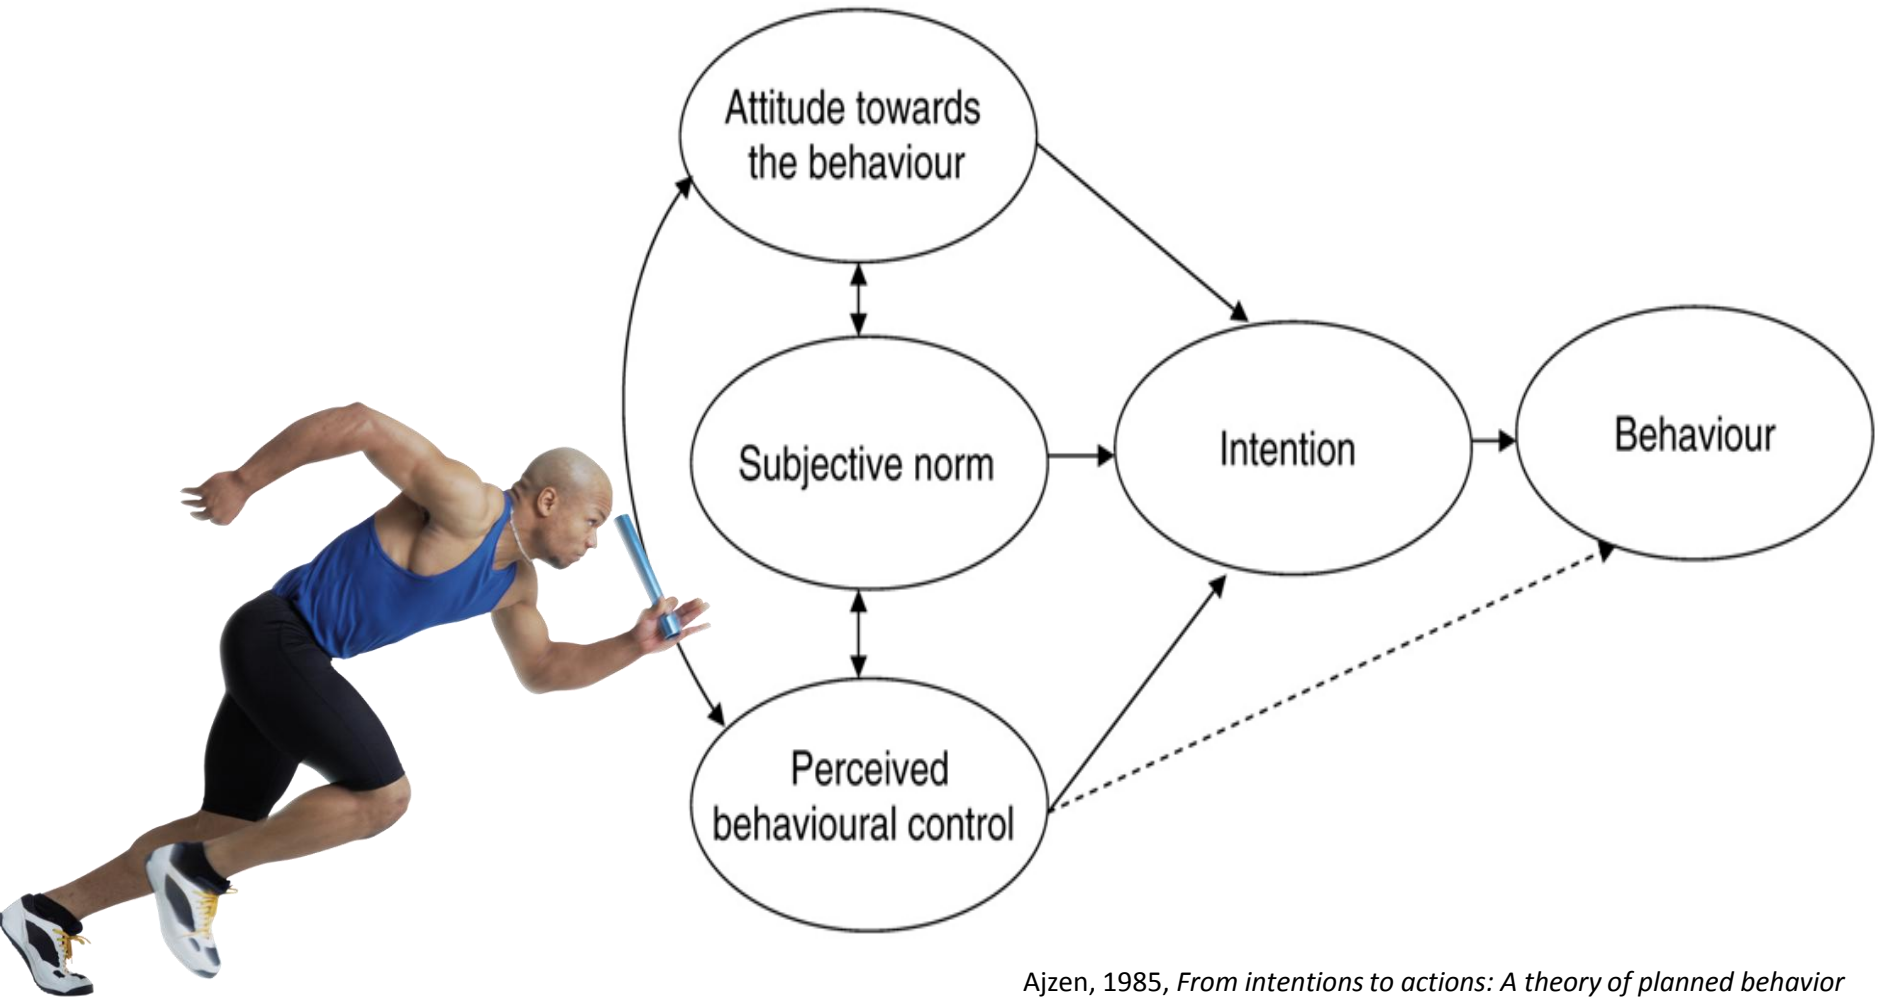 Attitude towards
the behaviour
Subjective norm
Intention
Behaviour
Perceived
behavioural control
Ajzen, 1985, From intentions to actions: A theory of planned behavior